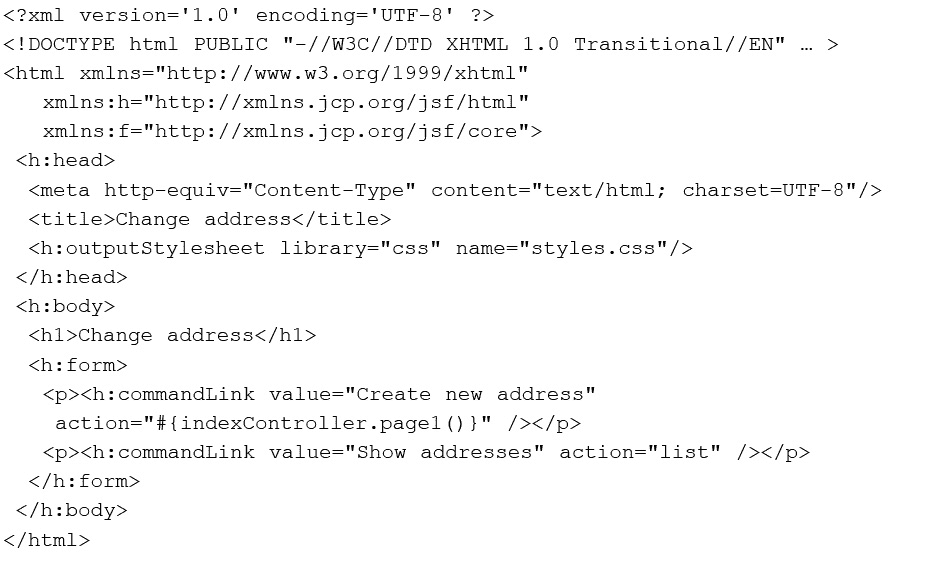 <?xml version='1.0' encoding='UTF-8' ?>
<!DOCTYPE html PUBLIC "-//W3C//DTD XHTML 1.0 Transitional//EN" … >
<html xmlns="http://www.w3.org/1999/xhtml"
xmlns:h="http://xmlns.jcp.org/jsf/html"
xmlns:f="http://xmlns.jcp.org/jsf/core">
<h:head>
<meta http-equiv="Content-Type" content="text/html; charset=UTF-8"/>
<title>Change address</title>
<h:outputStylesheet library="css" name="styles.css"/>
</h:head>
<h:body>
<h1>Change address</h1>
<h:form>
<p><h:commandLink value="Create new address"
action="#{indexController.page1()}" /></p>
<p><h:commandLink value="Show addresses" action="list" /></p>
</h:form>
</h:body>
</html>